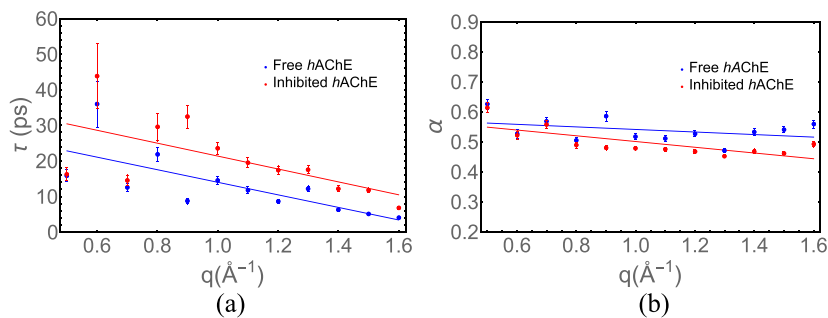 60
50
40
30
20
10
0
τ (ps)
Free hAChE
Inhibited hAChE
0.6 0.8 1.0 1.2 1.4 1.6
q(Å⁻¹)
(a)
0.9
0.8
0.7
0.6
0.5
0.4
0.3
0.2
α
Free hAChE
Inhibited hAChE
0.6 0.8 1.0 1.2 1.4 1.6
q(Å⁻¹)
(b)